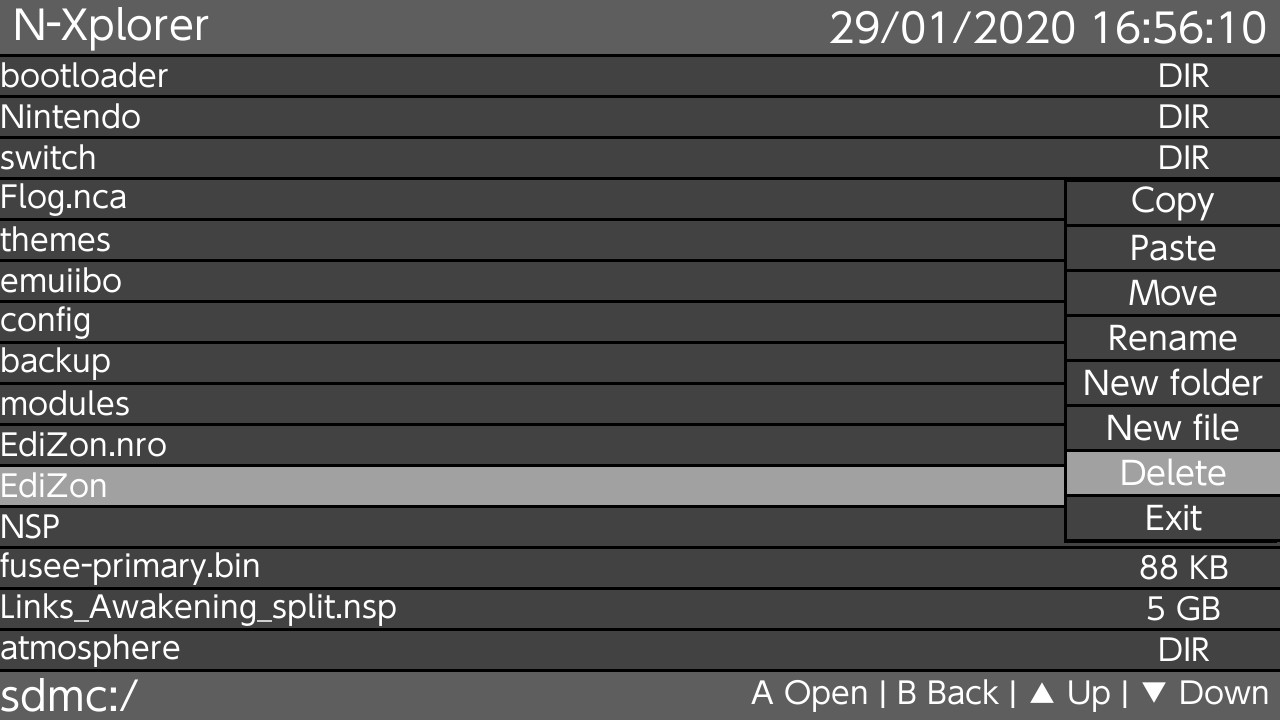 N-Xplorer 29/01/2020 16:56:10
bootloader DIR
Nintendo DIR
switch DIR
Flog.nca
Copy
themes
Paste
emuiibo
Move
config
Rename
backup
New folder
modules
New file
EdiZon.nro
Delete
EdiZon
Exit
NSP
fusee-primary.bin 88 KB
Links_Awakening_split.nsp 5 GB
atmosphere DIR
sdmc:/ A Open | B Back | ▲ Up | ▼ Down